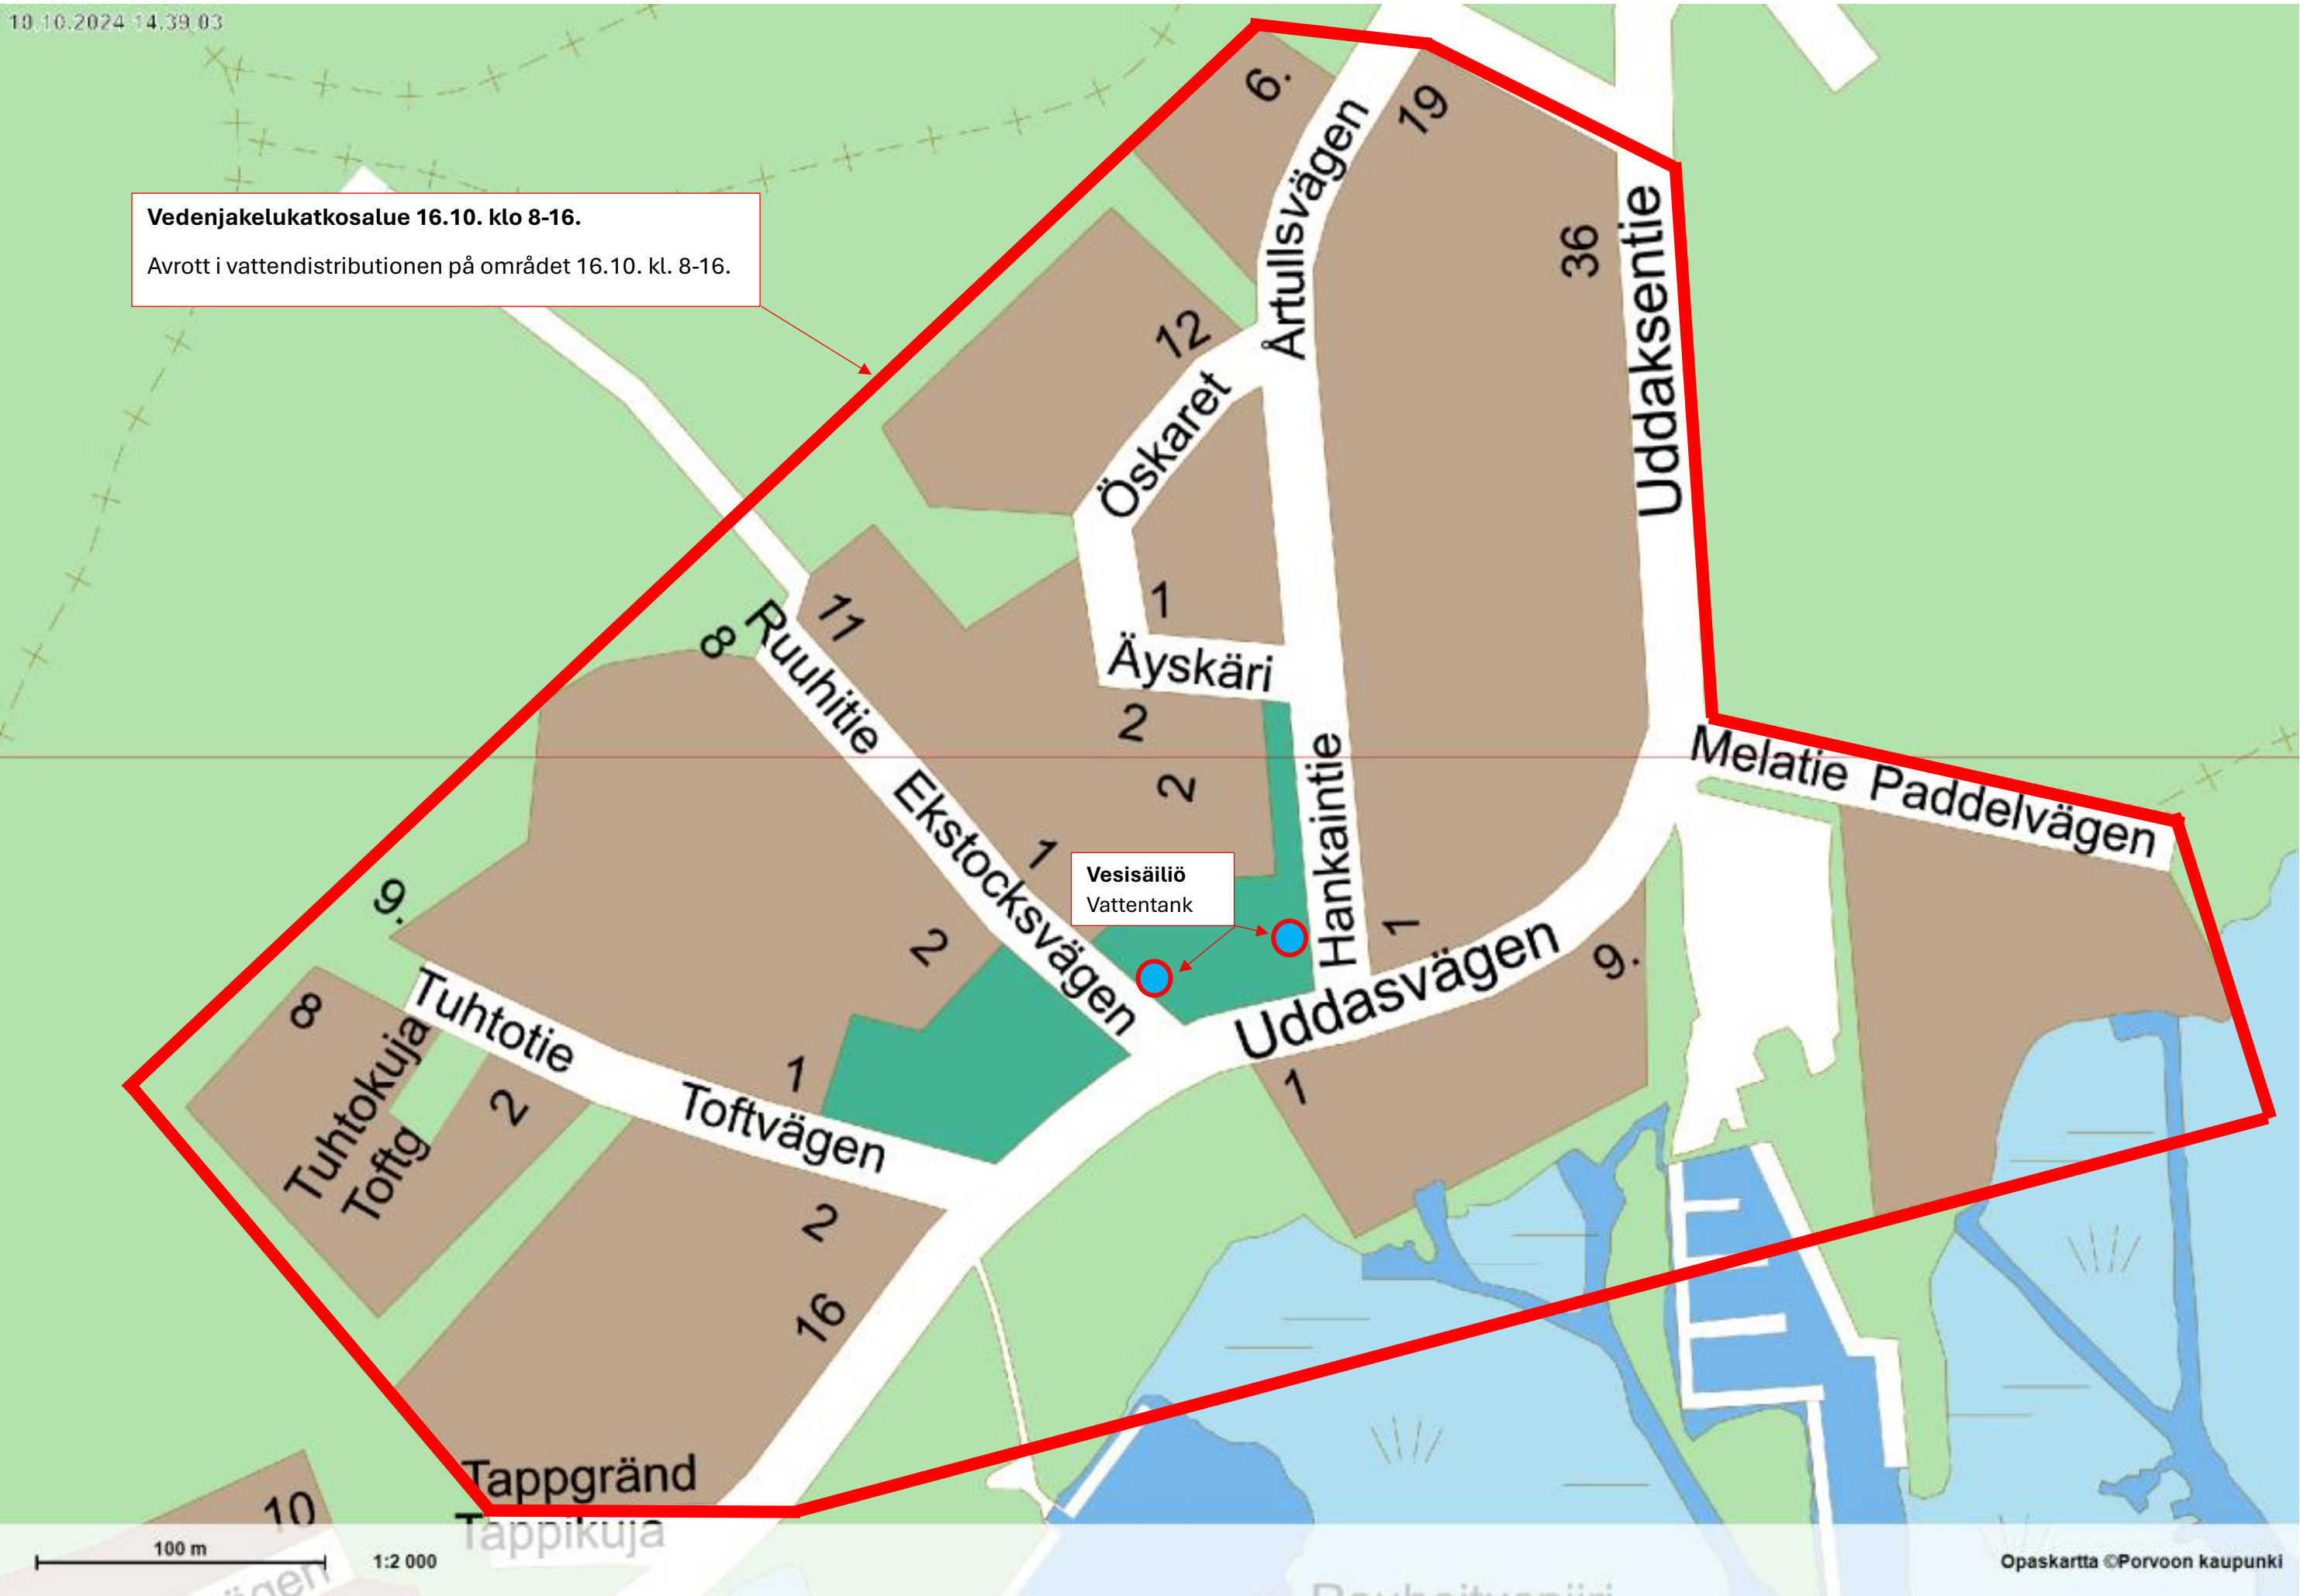 10.10.2024 14.39.03
Vedenjakelukatkosalue 16.10. klo 8-16.
Avrott i vattendistributionen på området 16.10. kl. 8-16.
6.
19
Årtullsvägen
36
Uddaksentie
12
Öskaret
1
Äyskäri
11
8
Ruuhitie
Ekstocksvägen
2
2
1
Hankaintie
Melatie
Paddelvägen
Vesisäiliö
Vattentank
1
9.
Uddasvägen
9.
2
8
Tuhtotie
Tuhtokuja
Toftg
2
1
Toftvägen
1
2
16
Tappgränd
Tappikuja
10
100 m
1:2 000
Opaskartta ©Porvoon kaupunki